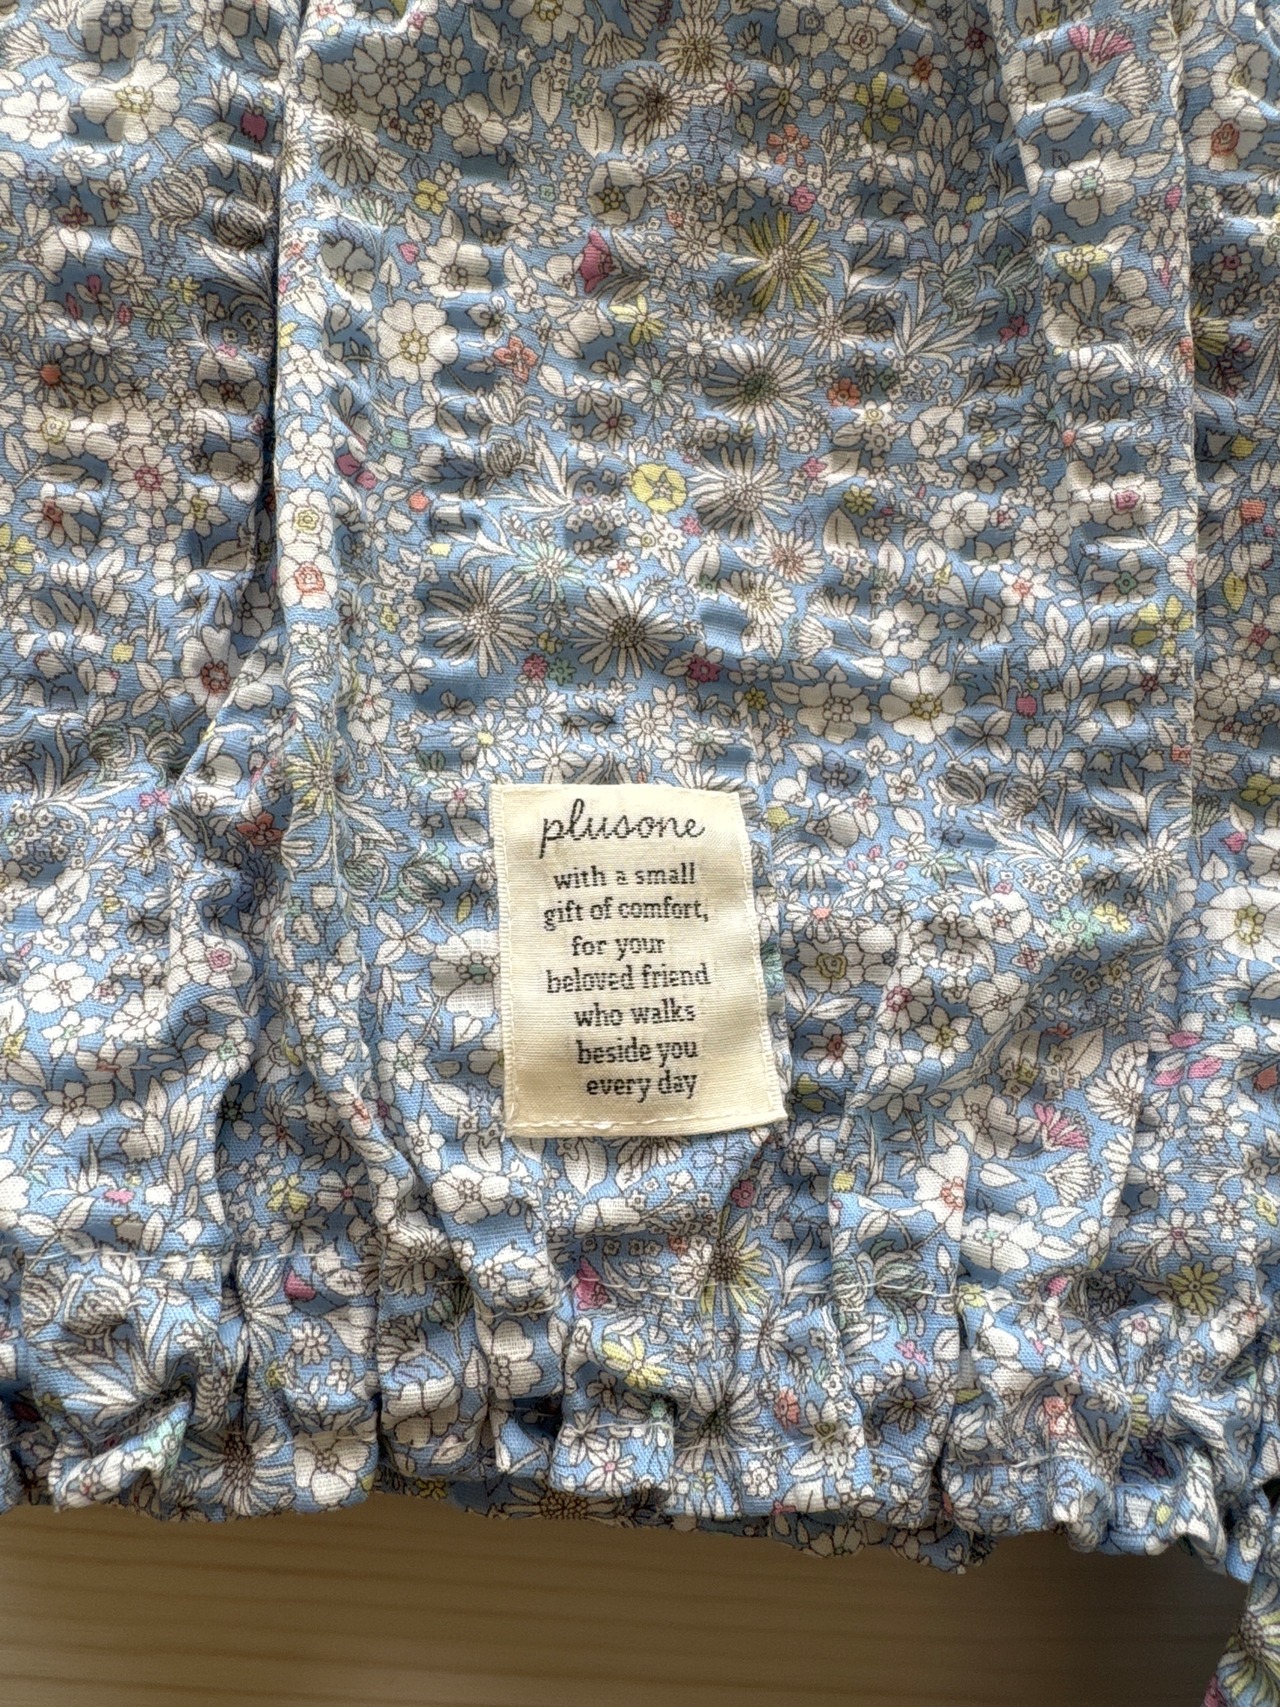 plusone
with a small
gift of comfort,
for your
beloved friend
who walks
beside you
every day